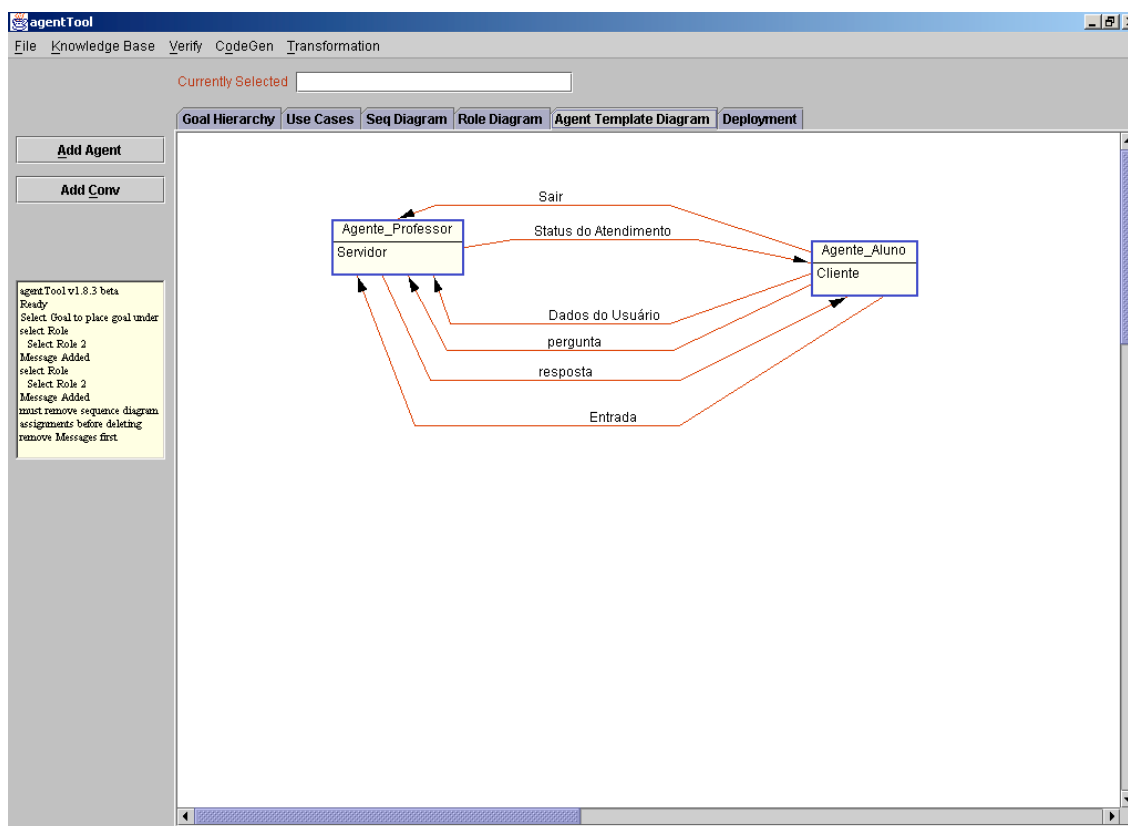 agentTool
File Knowledge Base Verify CodeGen Transformation
Currently Selected
Goal Hierarchy Use Cases Seq Diagram Role Diagram Agent Template Diagram Deployment
Add Agent
Add Conv
agentTool v1.8.3 beta
Ready
Select Goal to place goal under
select Role
Select Role 2
Message Added
select Role
Select Role 2
Message Added
must remove sequence diagram
assignments before deleting
remove Messages first
Sair
Agente_Professor
Servidor
Status do Atendimento
Agente_Aluno
Cliente
Dados do Usuário
pergunta
resposta
Entrada